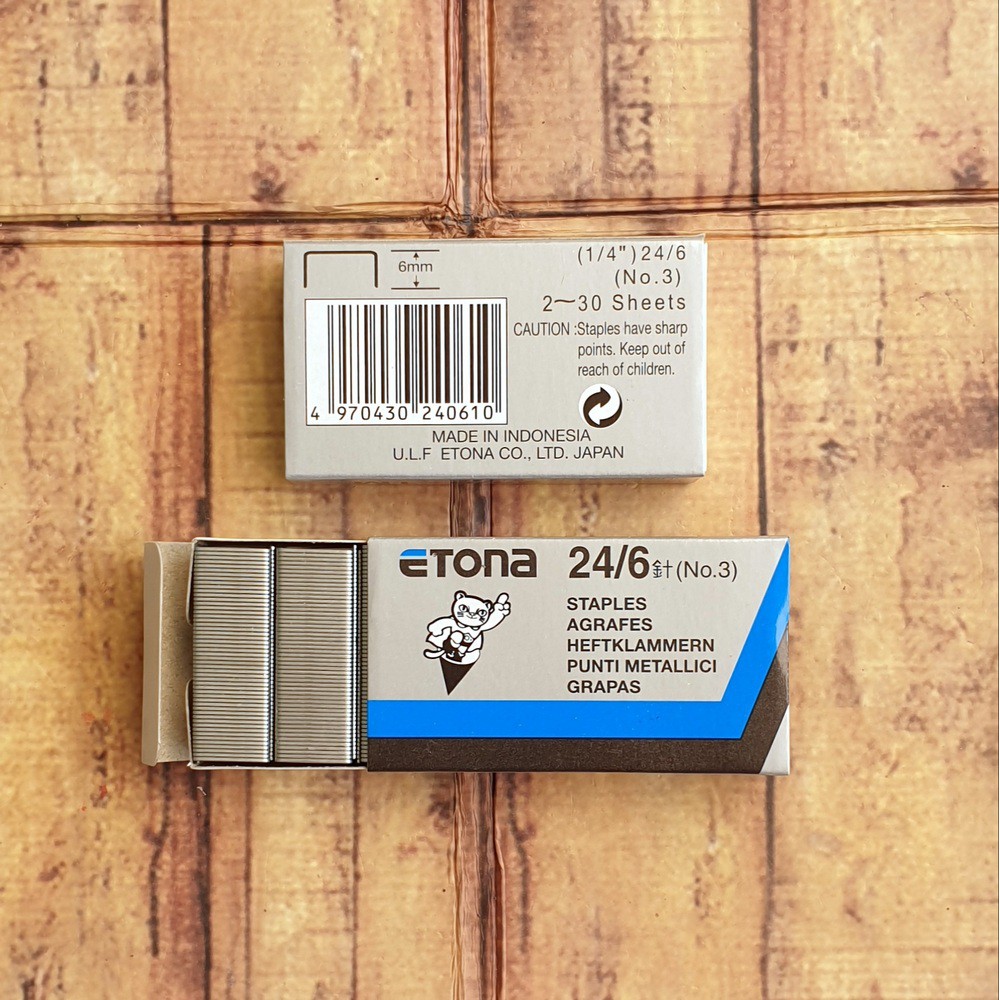 6mm
(1/4")24/6
(No.3)
2〜30 Sheets
CAUTION :Staples have sharp
points. Keep out of
reach of children.
4 970430 240610
MADE IN INDONESIA
U.L.F ETONA CO., LTD. JAPAN
ETONA 24/6針(No.3)
STAPLES
AGRAFES
HEFTKLAMMERN
PUNTI METALLICI
GRAPAS